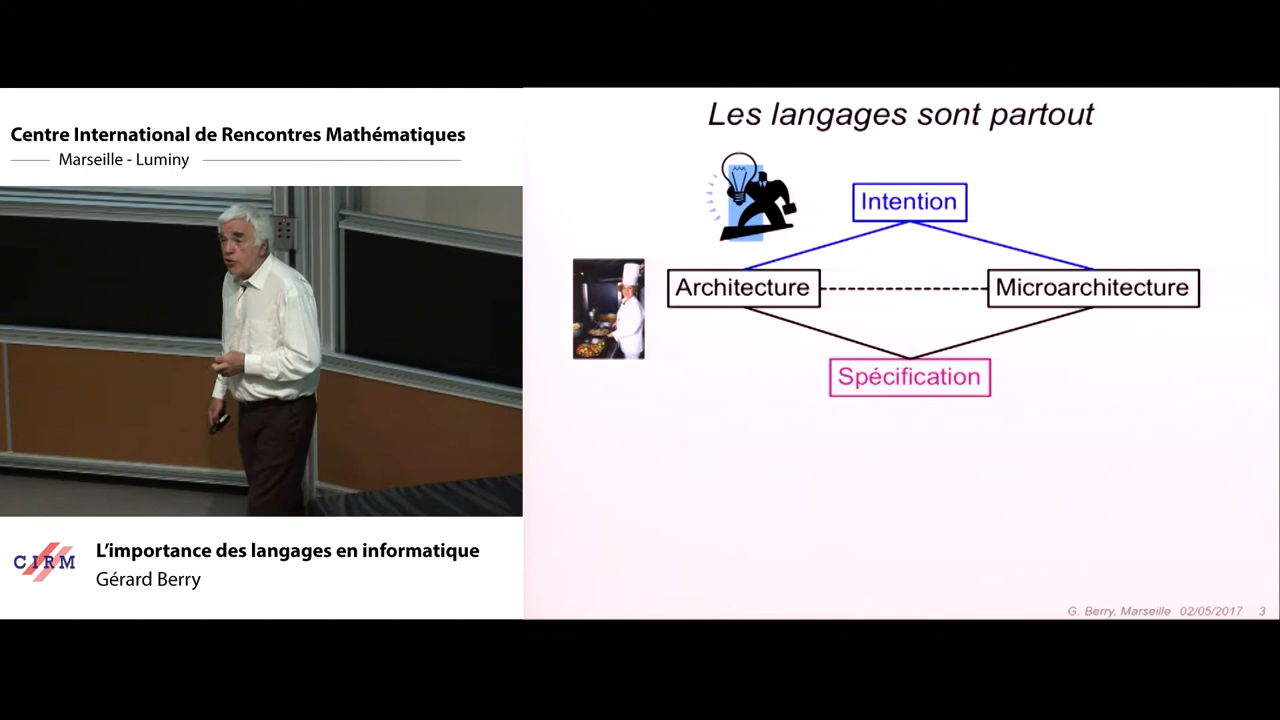 Centre International de Rencontres Mathématiques
Marseille - Luminy
CIRM
L'importance des langages en informatique
Gérard Berry
Les langages sont partout
Intention
Architecture
Microarchitecture
Spécification
G. Berry, Marseille 02/05/2017 3